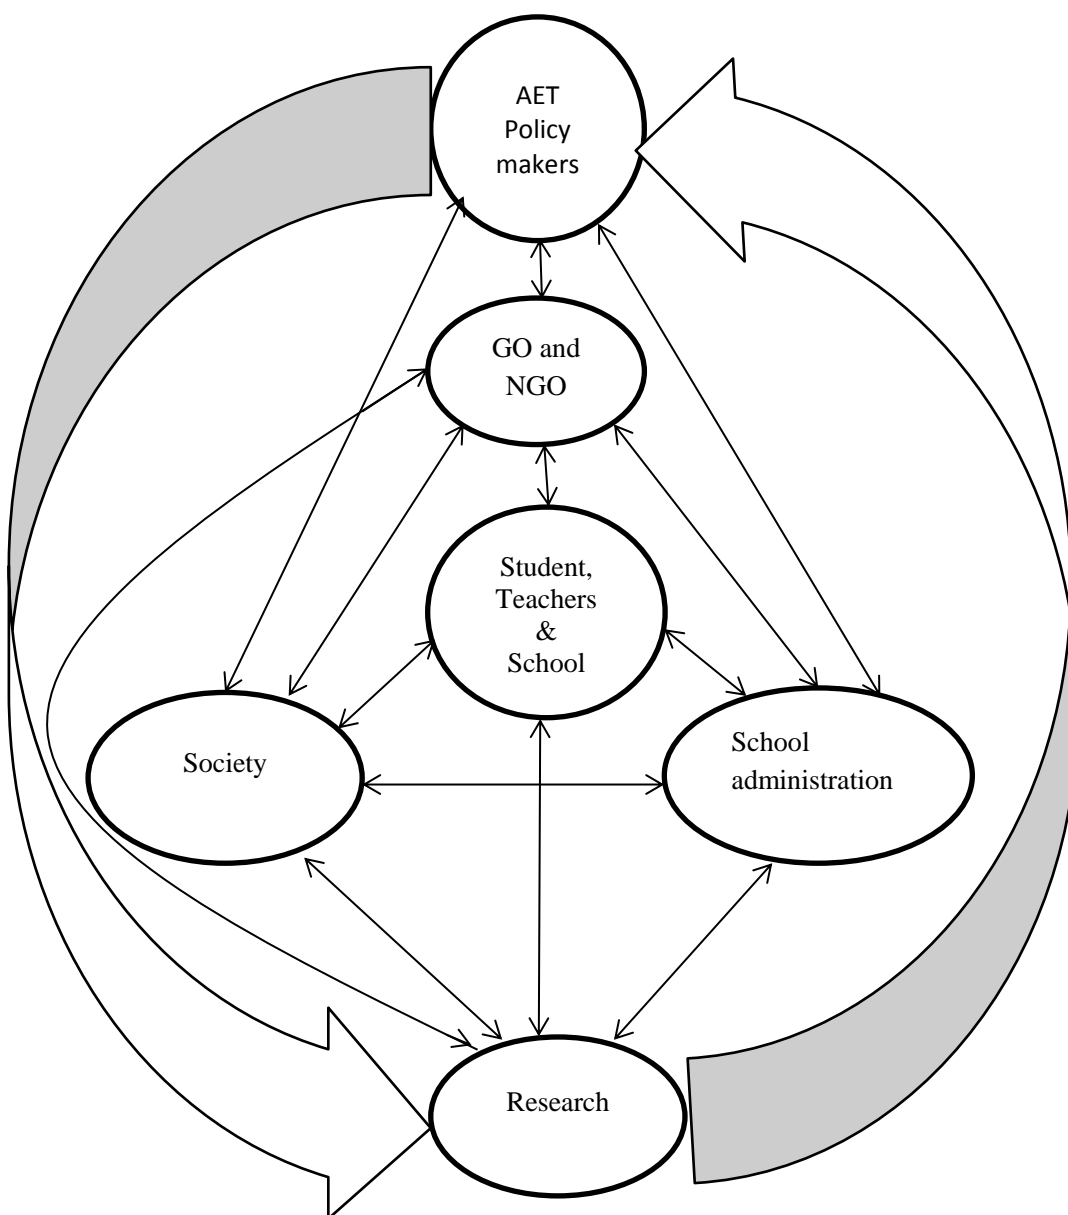 AET
Policy
makers
GO and
NGO
Student,
Teachers
&
School
Society
School
administration
Research